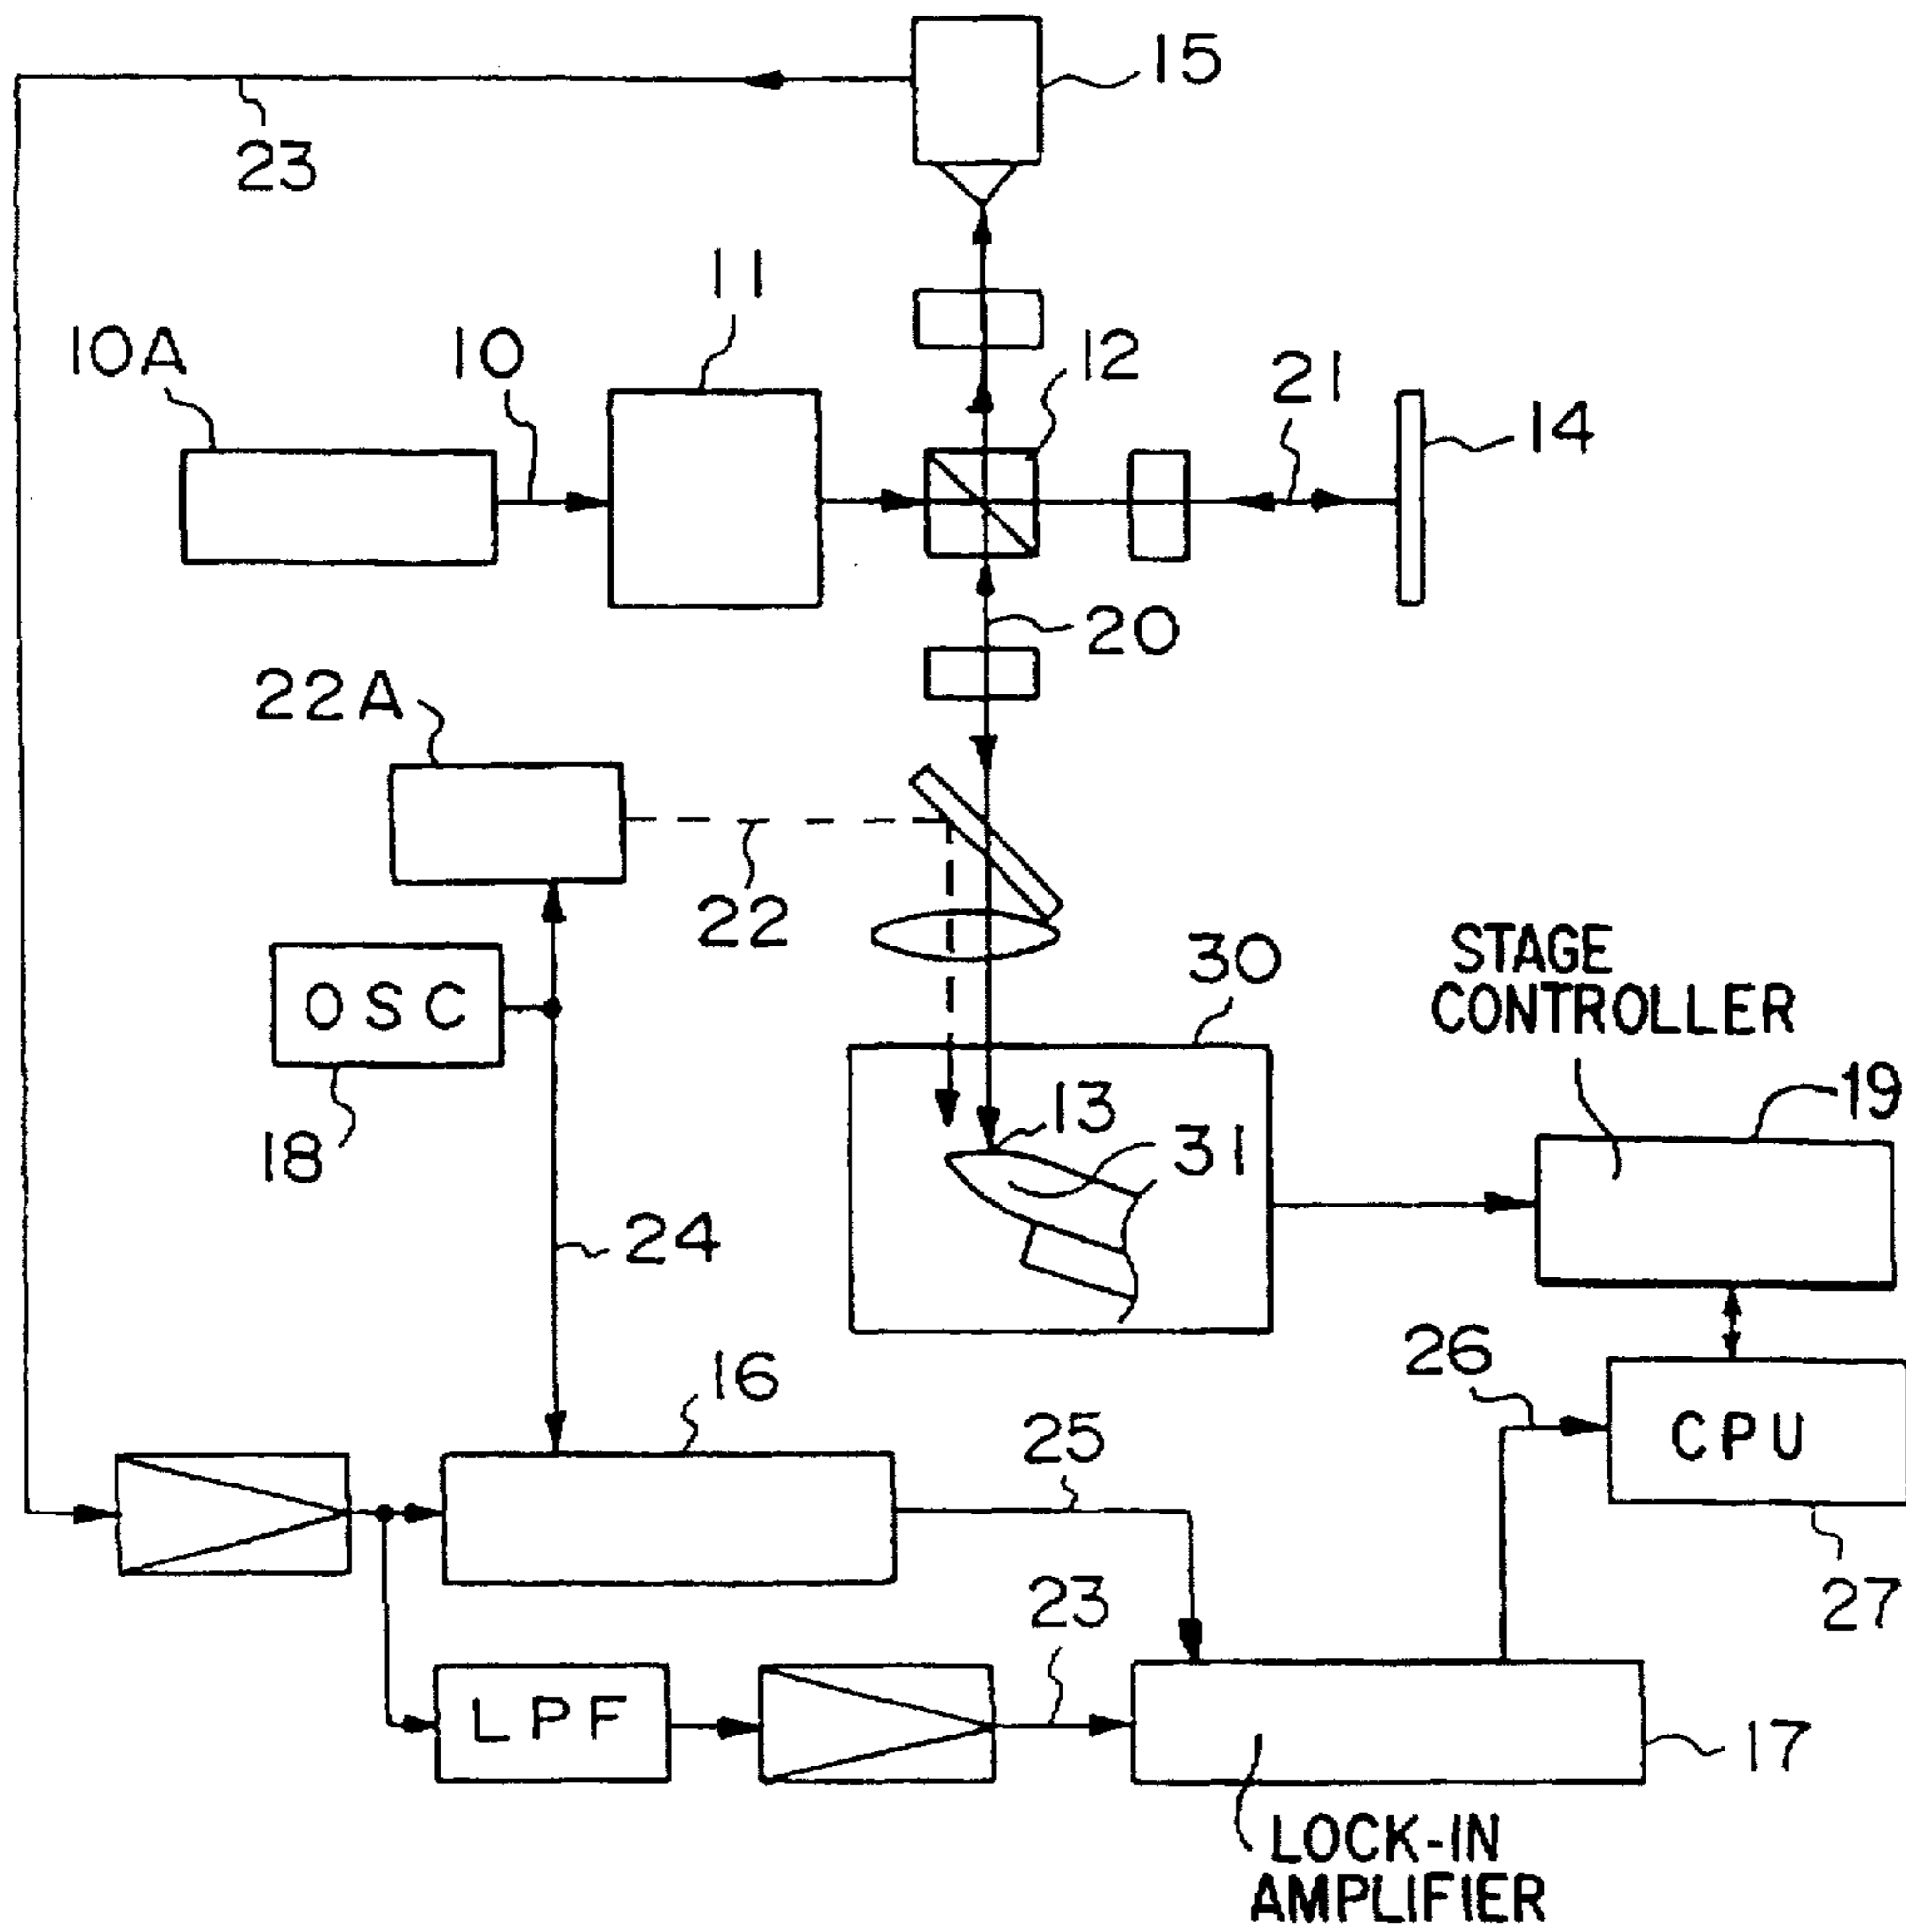 15
23
11
10A
10
12
21
14
20
22A
22
OSC
30
STAGE
CONTROLLER
13
31
19
18
24
16
25
26
CPU
27
LPF
23
17
LOCK-IN
AMPLIFIER